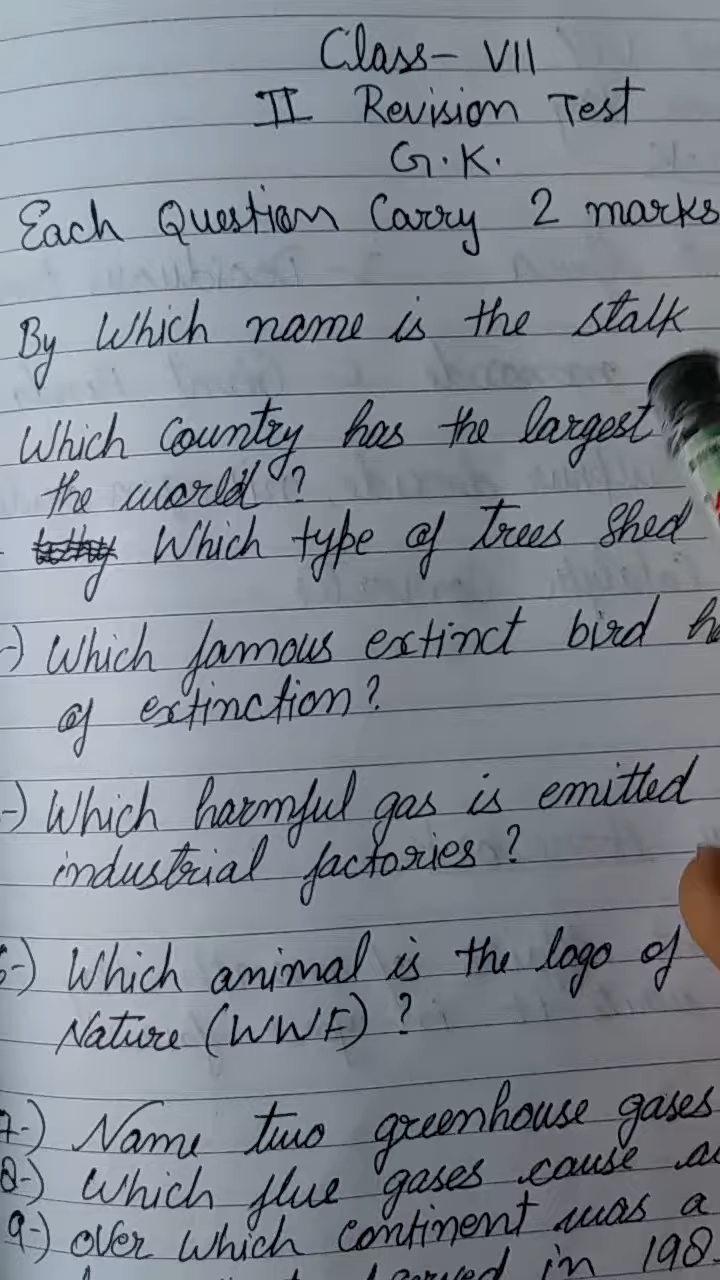 Class- VII
II Revision Test
G.K.
Each Question Carry 2 marks
By Which name is the stalk
Which Country has the largest
the world?
Which type of trees shed
-) Which famous extinct bird
of extinction?
-) Which harmful gas is emitted
industrial factories?
-) Which animal is the logo of
Nature (WWF)?
7-) Name two greenhouse gases
8-) Which flue gases cause
9-) over which continent was a
in 198